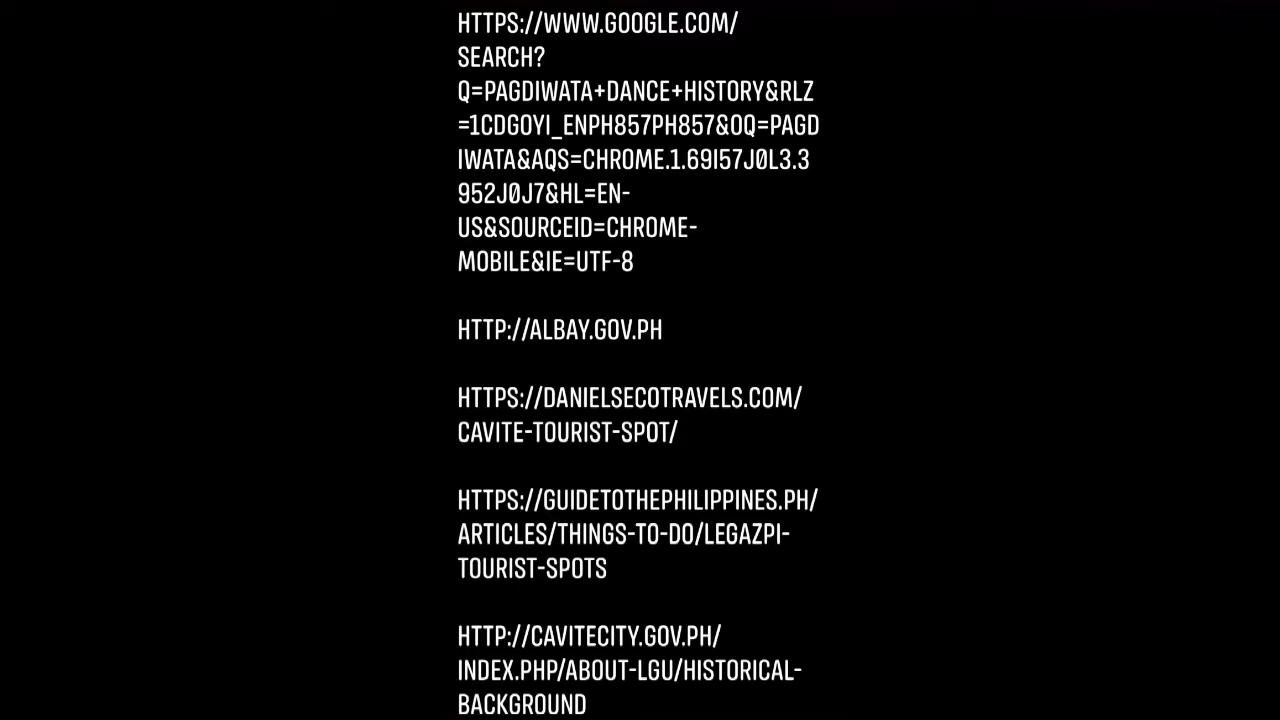 HTTPS://WWW.GOOGLE.COM/
SEARCH?
Q=PAGDIWATA+DANCE+HISTORY&RLZ
=1CDGOYI_ENPH857PH857&OQ=PAGD
IWATA&AQS=CHROME.1.69I57J0L3.3
952J0J7&HL=EN-
US&SOURCEID=CHROME-
MOBILE&IE=UTF-8
HTTP://ALBAY.GOV.PH
HTTPS://DANIELSECOTRAVELS.COM/
CAVITE-TOURIST-SPOT/
HTTPS://GUIDETOTHEPHILIPPINES.PH/
ARTICLES/THINGS-TO-DO/LEGAZPI-
TOURIST-SPOTS
HTTP://CAVITECITY.GOV.PH/
INDEX.PHP/ABOUT-LGU/HISTORICAL-
BACKGROUND